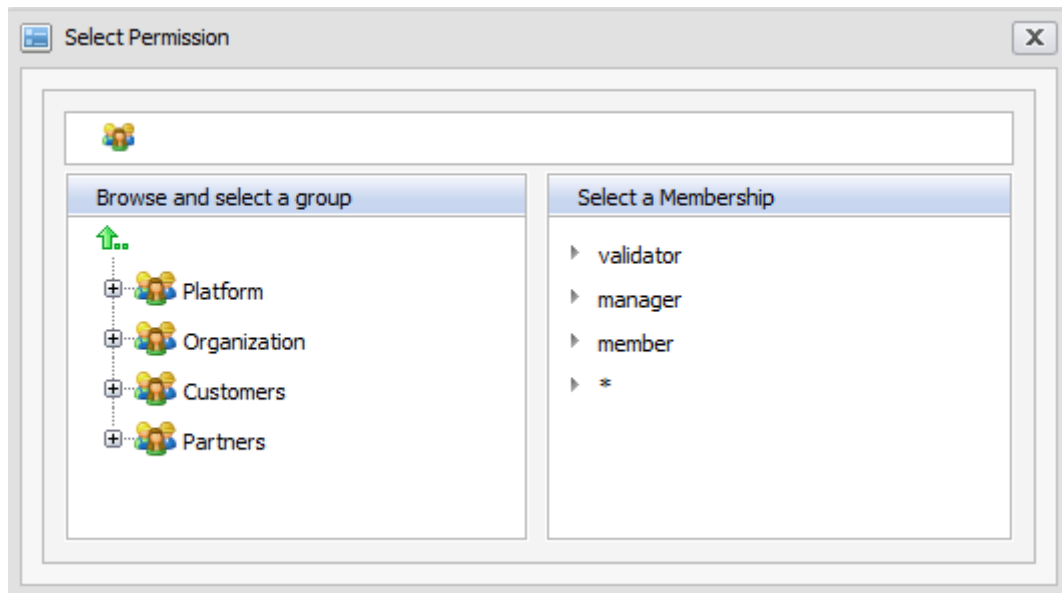 Select Permission
X
Browse and select a group
Select a Membership
Platform
Organization
Customers
Partners
validator
manager
member
*